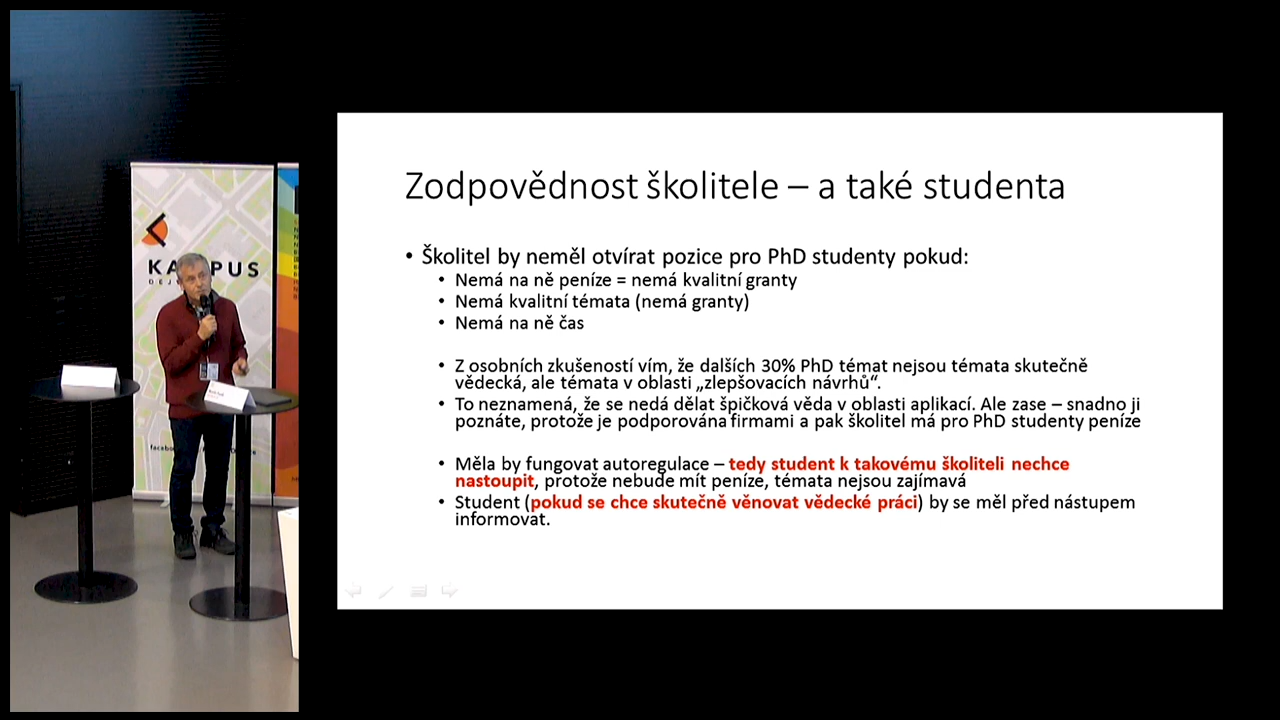 Zodpovědnost školitele – a také studenta
• Školitel by neměl otvírat pozice pro PhD studenty pokud:
• Nemá na ně peníze = nemá kvalitní granty
• Nemá kvalitní témata (nemá granty)
• Nemá na ně čas
• Z osobních zkušeností vím, že dalších 30% PhD témat nejsou témata skutečně
vědecká, ale témata v oblasti „zlepšovacích návrhů“.
• To neznamená, že se nedá dělat špičková věda v oblasti aplikací. Ale zase – snadno ji
poznáte, protože je podporována firmami a pak školitel má pro PhD studenty peníze
• Měla by fungovat autoregulace – tedy student k takovému školiteli nechce
nastoupit, protože nebude mít peníze, témata nejsou zajímavá
• Student (pokud se chce skutečně věnovat vědecké práci) by se měl před nástupem
informovat.